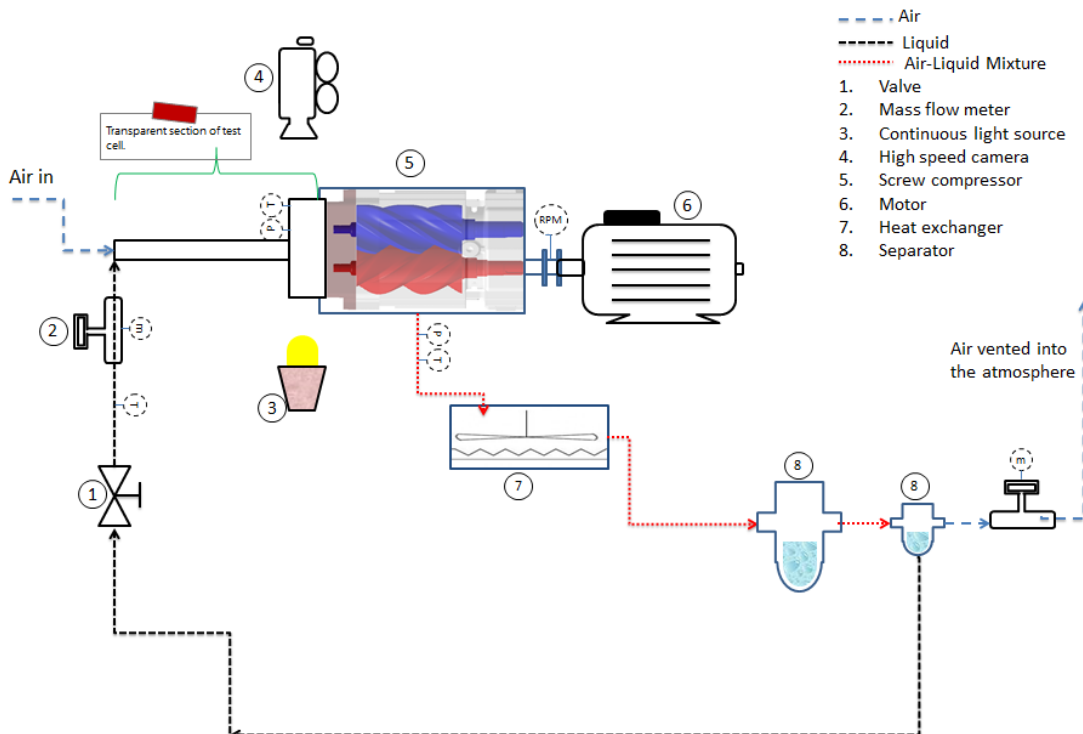 Air
Liquid
Air-Liquid Mixture
1. Valve
2. Mass flow meter
3. Continuous light source
4. High speed camera
5. Screw compressor
6. Motor
7. Heat exchanger
8. Separator
4
Transparent section of test
cell.
5
Air in
T
P
RPM
6
2
m
P
T
3
T
Air vented into
the atmosphere
1
7
8
8
m